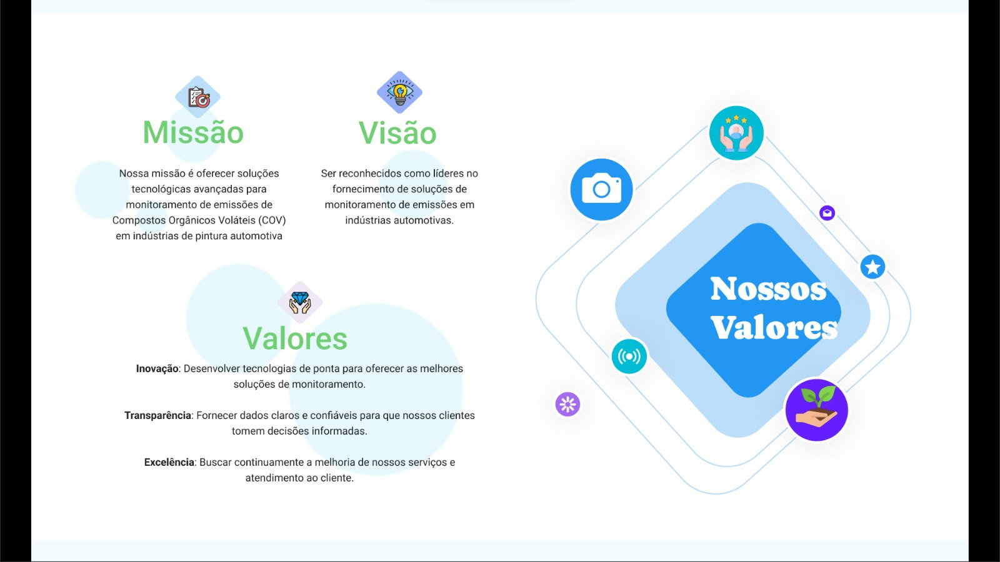 Missão
Nossa missão é oferecer soluções
tecnológicas avançadas para
monitoramento de emissões de
Compostos Orgânicos Voláteis (COV)
em indústrias de pintura automotiva
Visão
Ser reconhecidos como líderes no
fornecimento de soluções de
monitoramento de emissões em
indústrias automotivas.
Valores
Inovação: Desenvolver tecnologias de ponta para oferecer as melhores
soluções de monitoramento.
Transparência: Fornecer dados claros e confiáveis para que nossos clientes
tomem decisões informadas.
Excelência: Buscar continuamente a melhoria de nossos serviços e
atendimento ao cliente.
Nossos
Valores